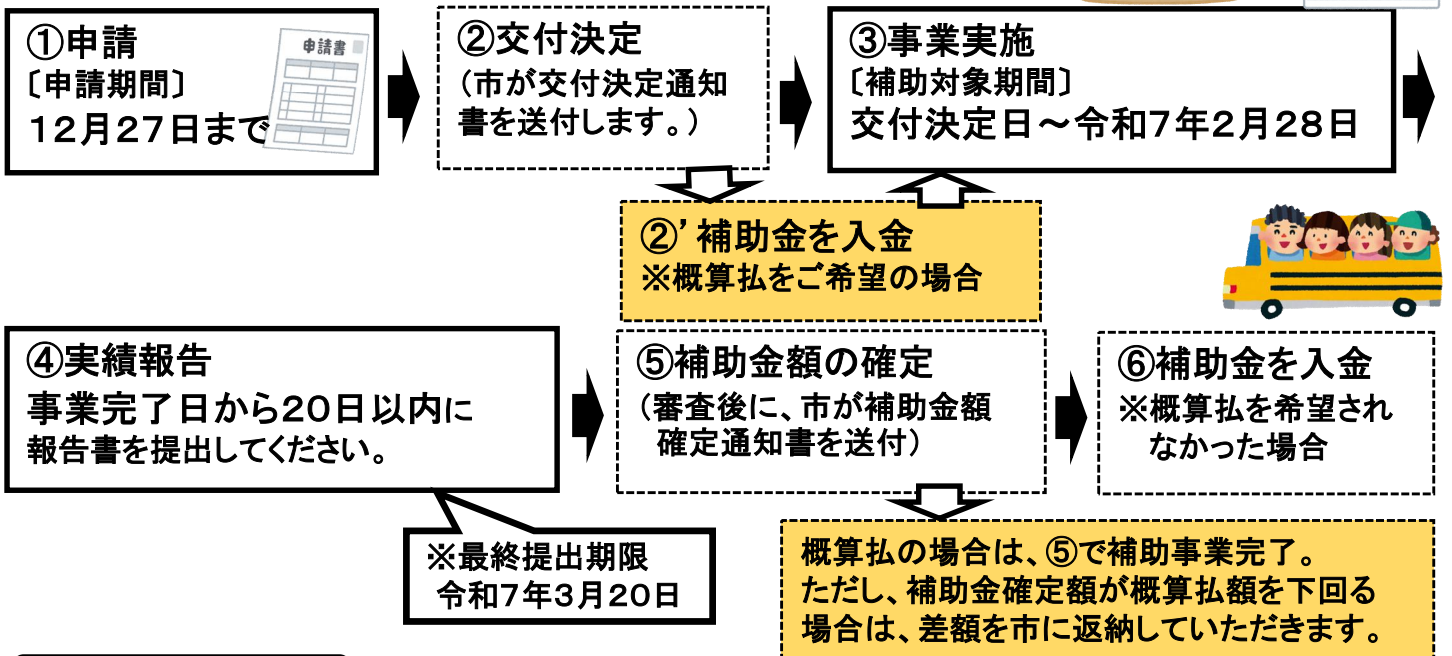 ①申請
〔申請期間〕
12月27日まで
申請書
②交付決定
(市が交付決定通知
書を送付します。)
③事業実施
〔補助対象期間〕
交付決定日～令和7年2月28日
②’補助金を入金
※概算払をご希望の場合
④実績報告
事業完了日から20日以内に
報告書を提出してください。
※最終提出期限
令和7年3月20日
⑤補助金額の確定
(審査後に、市が補助金額
確定通知書を送付)
⑥補助金を入金
※概算払を希望され
なかった場合
概算払の場合は、⑤で補助事業完了。
ただし、補助金確定額が概算払額を下回る
場合は、差額を市に返納していただきます。